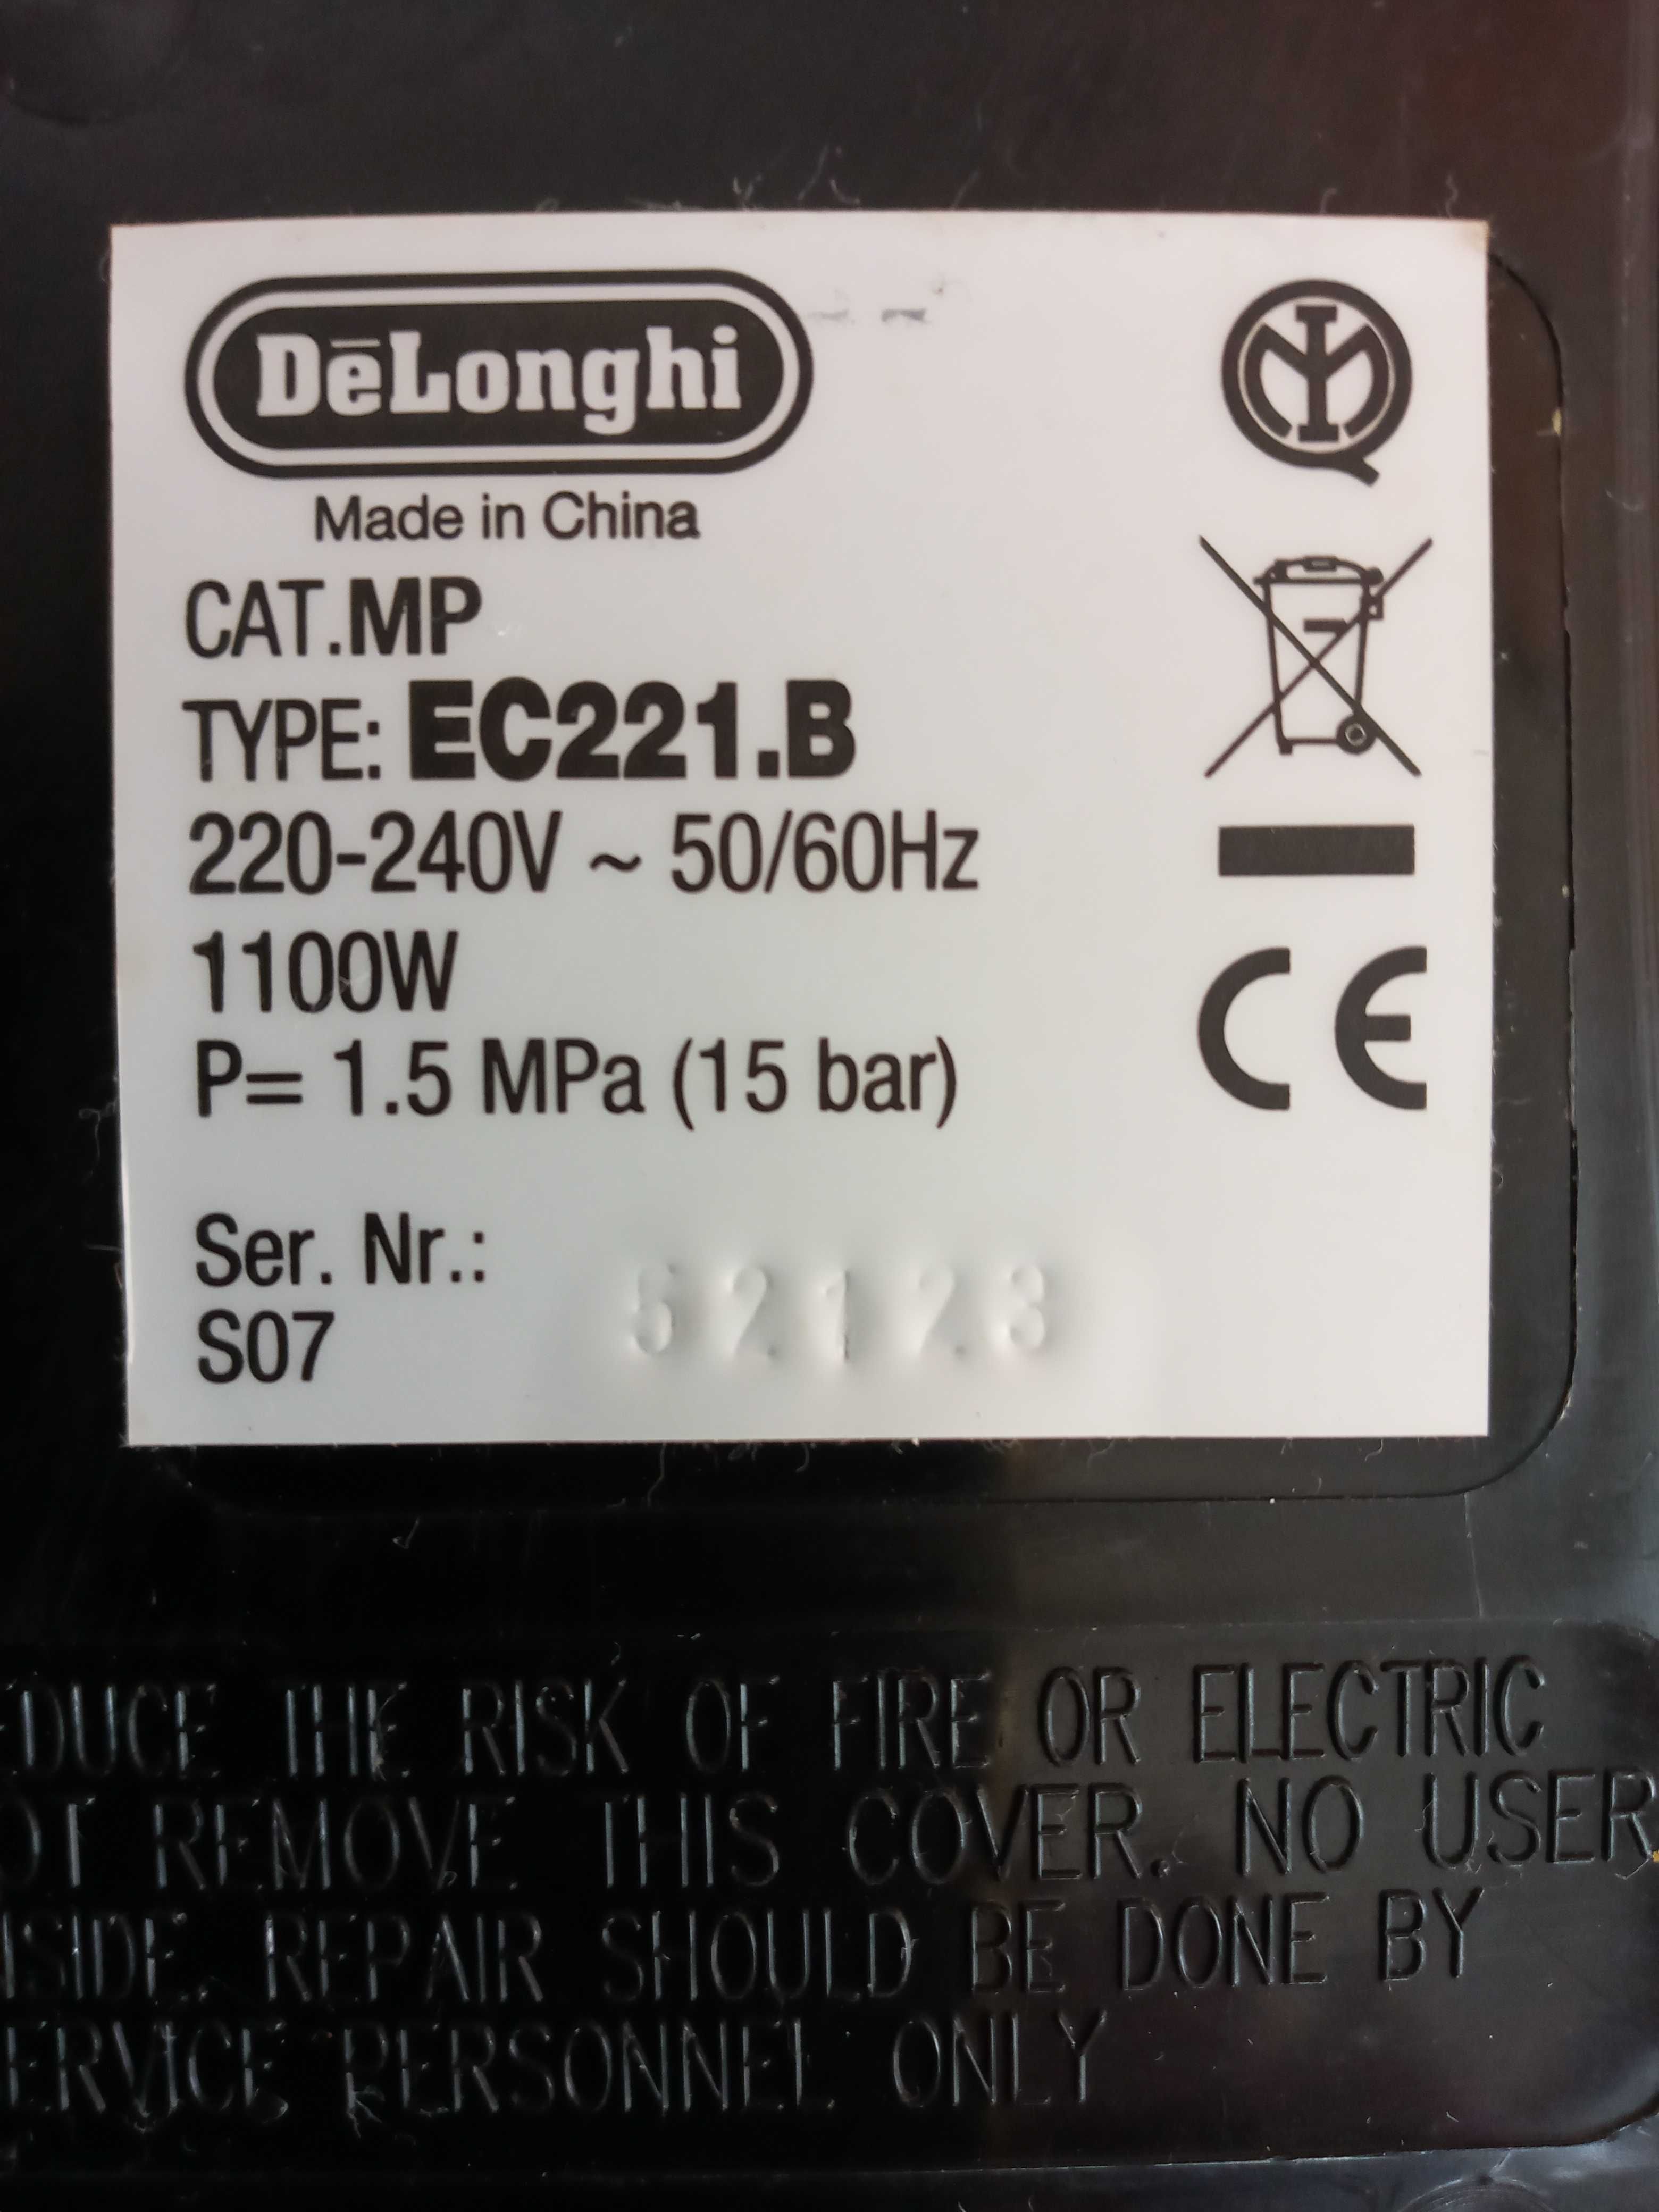 DēLonghi
Made in China
CAT.MP
TYPE: EC221.B
220-240V ~ 50/60Hz
1100W
P= 1.5 MPa (15 bar)
Ser. Nr.:
S07 52123
CE
EDUCE THE RISK OF FIRE OR ELECTRIC
OT REMOVE THIS COVER. NO USER
NSIDE. REPAIR SHOULD BE DONE BY
ERVICE PERSONNEL ONLY